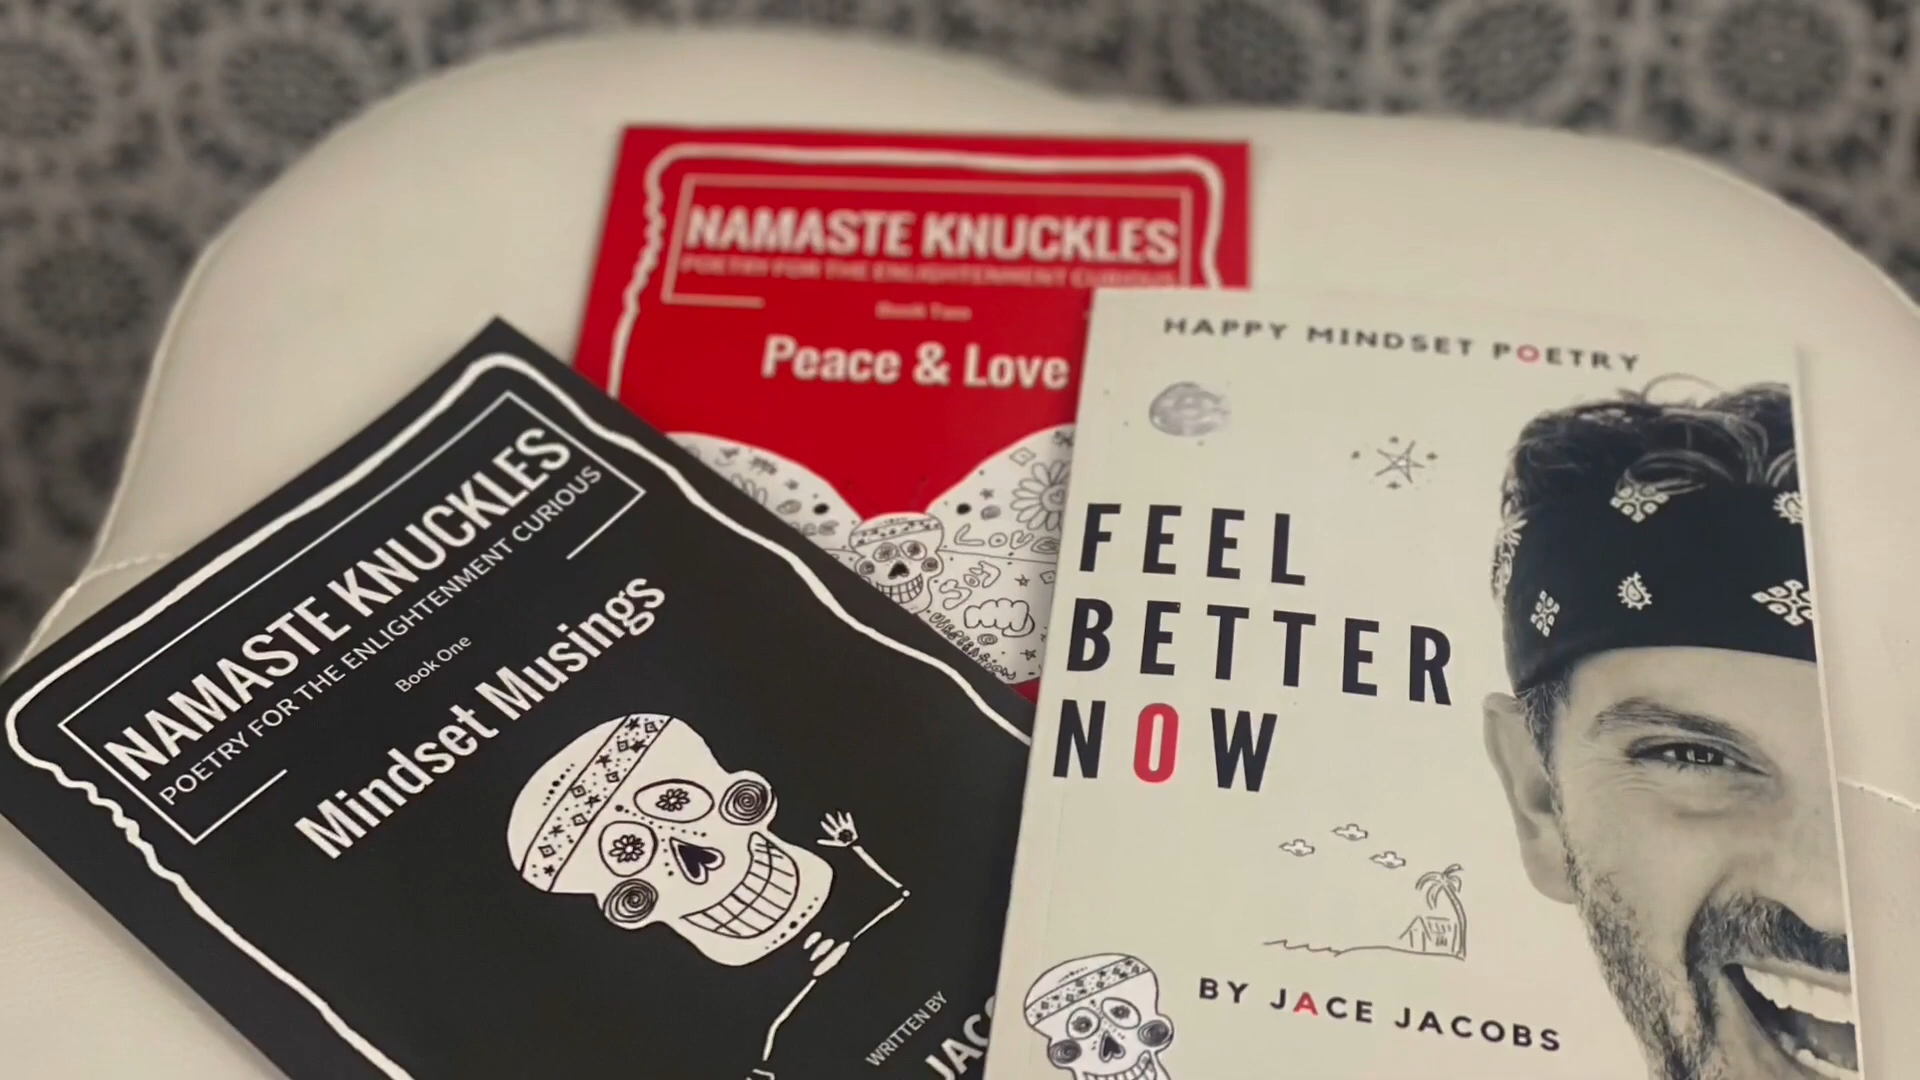 NAMASTE KNUCKLES
POETRY FOR THE ENLIGHTENMENT CURIOUS
Book Two
Peace & Love
LOVE
NAMASTE KNUCKLES
POETRY FOR THE ENLIGHTENMENT CURIOUS
Book One
Mindset Musings
WRITTEN BY
HAPPY MINDSET POETRY
FEEL
BETTER
NOW
BY JACE JACOBS